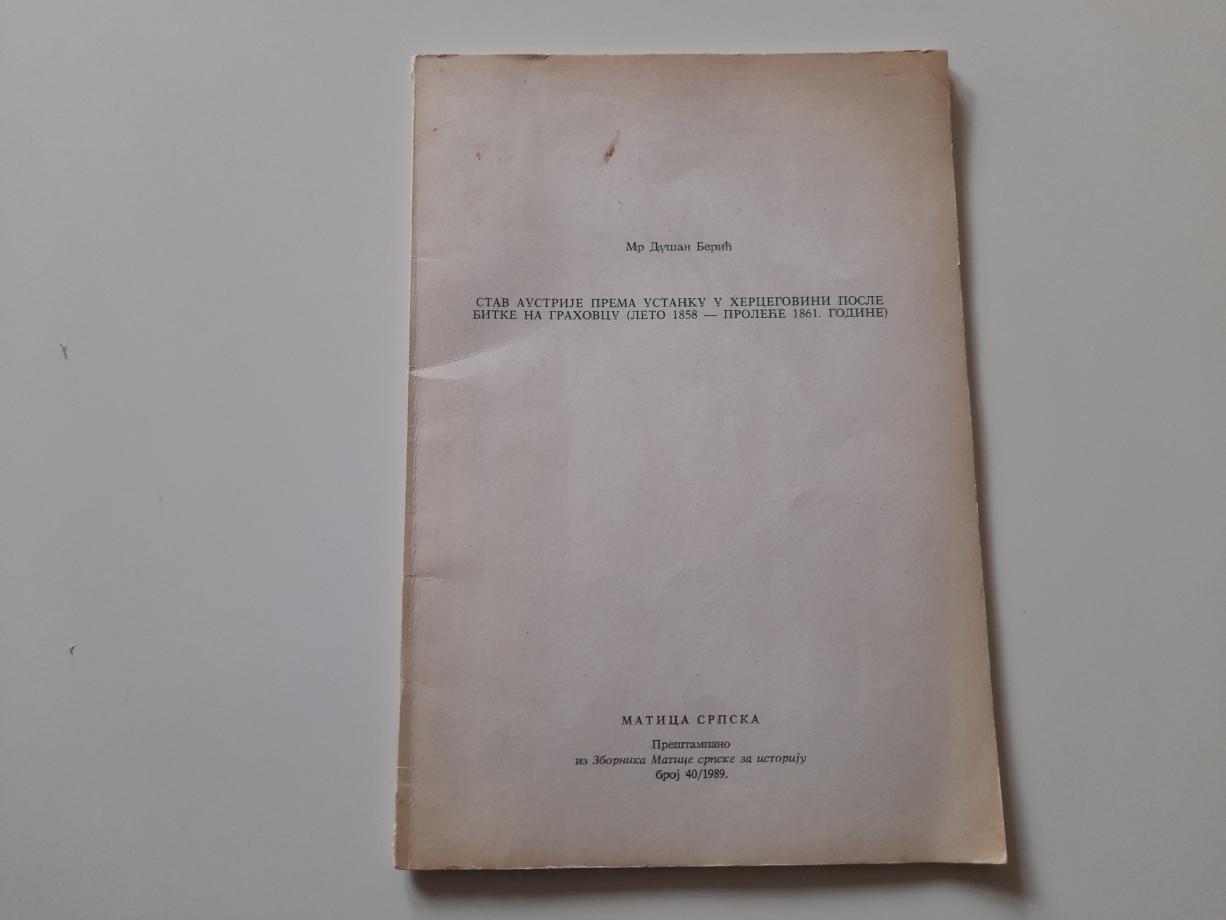 Мр Душан Берић
СТАВ АУСТРИЈЕ ПРЕМА УСТАНКУ У ХЕРЦЕГОВИНИ ПОСЛЕ
БИТКЕ НА ГРАХОВЦУ (ЛЕТО 1858 — ПРОЛЕЋЕ 1861. ГОДИНЕ)
МАТИЦА СРПСКА
Прештампано
из Зборника Матице српске за историју
број 40/1989.